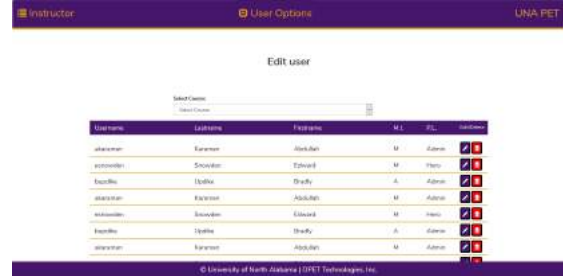 Instructor User Options UNA PET
Edit user
Select Course:
Select Course
Username Lastname Firstname M.I. P.L. Edit/Delete
akaraman Karaman Abdullah M Admin
esnowden Snowden Edward M Hero
bupdike Updike Bradly A Admin
akaraman Karaman Abdullah M Admin
esnowden Snowden Edward M Hero
bupdike Updike Bradly A Admin
akaraman Karaman Abdullah M Admin
© University of North Alabama | OPET Technologies, Inc.